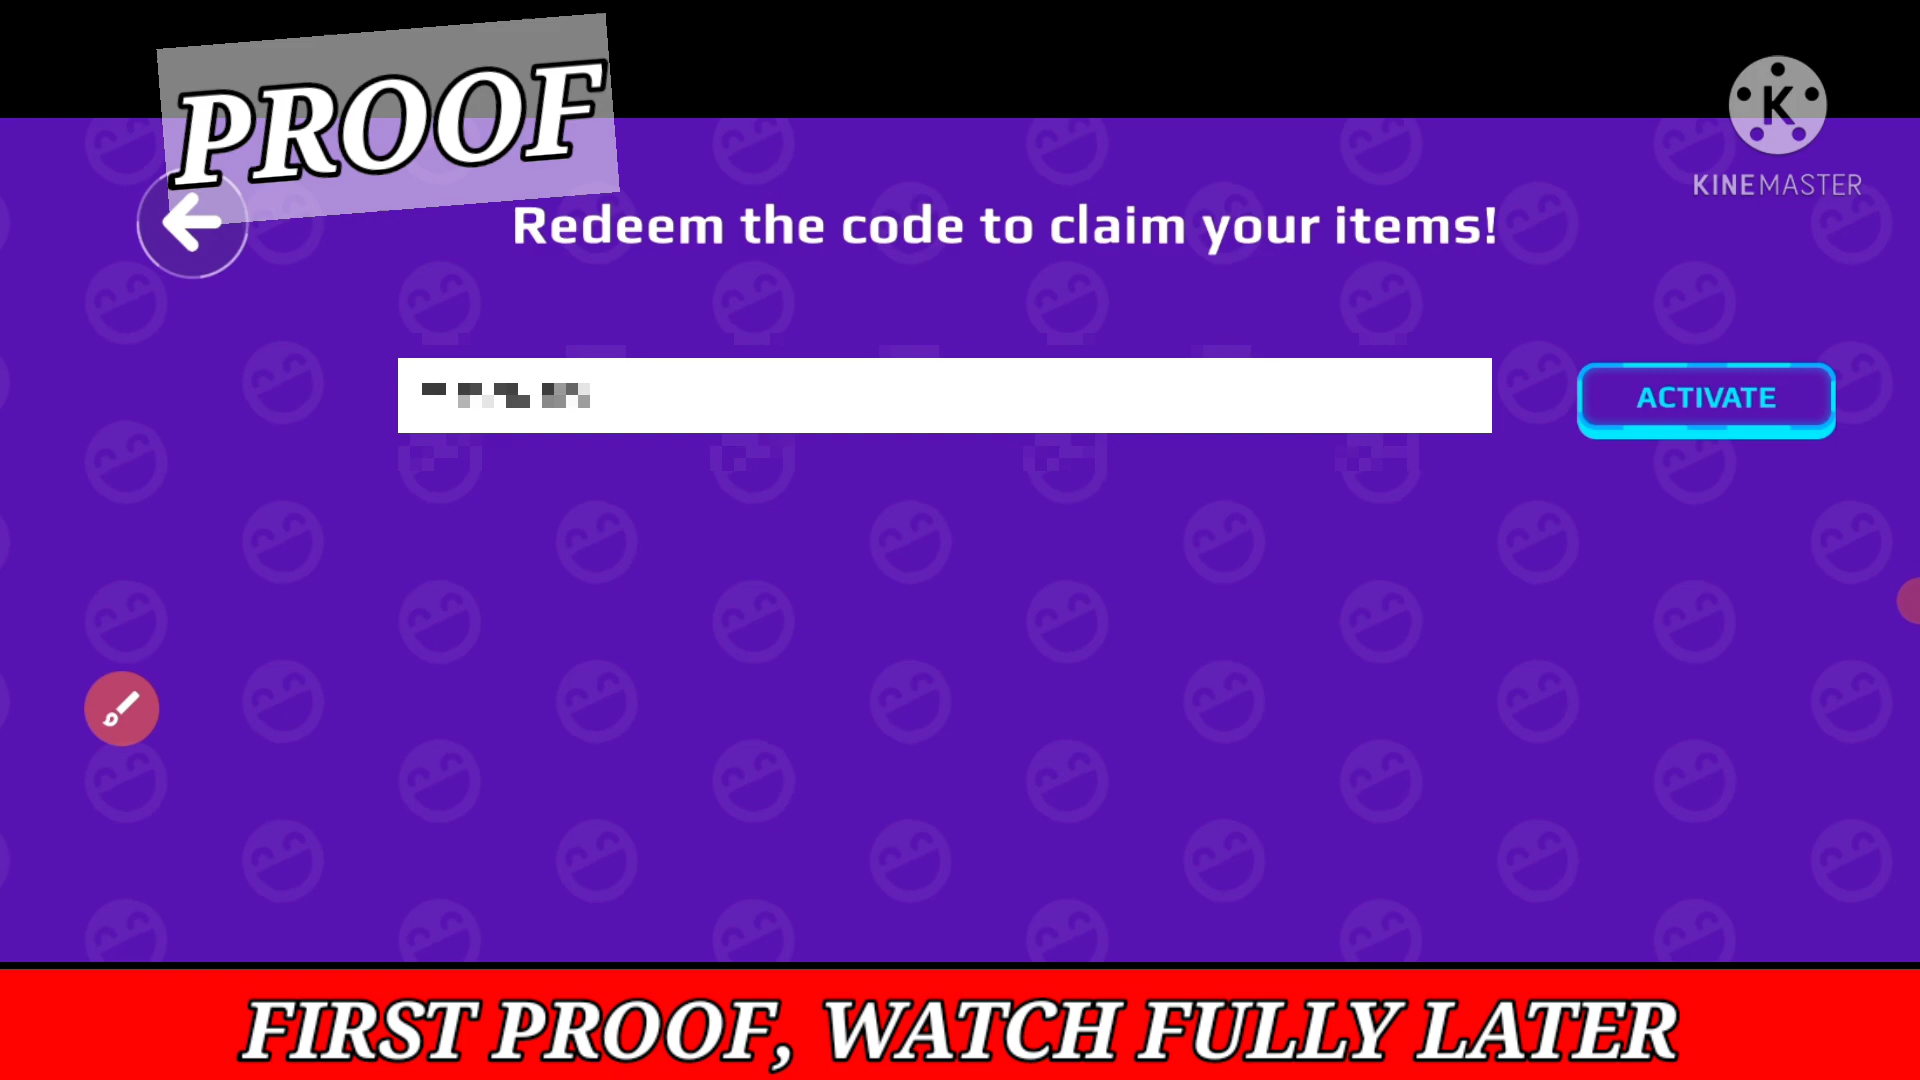 PROOF
K
KINEMASTER
Redeem the code to claim your items!
ACTIVATE
FIRST PROOF, WATCH FULLY LATER